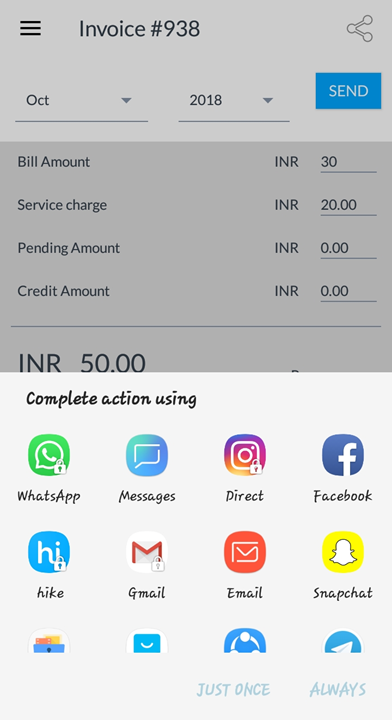 Invoice #938
Oct 2018 SEND
Bill Amount INR 30
Service charge INR 20.00
Pending Amount INR 0.00
Credit Amount INR 0.00
INR 50.00
Complete action using
WhatsApp Messages Direct Facebook
hi
hike Gmail Email Snapchat
JUST ONCE ALWAYS